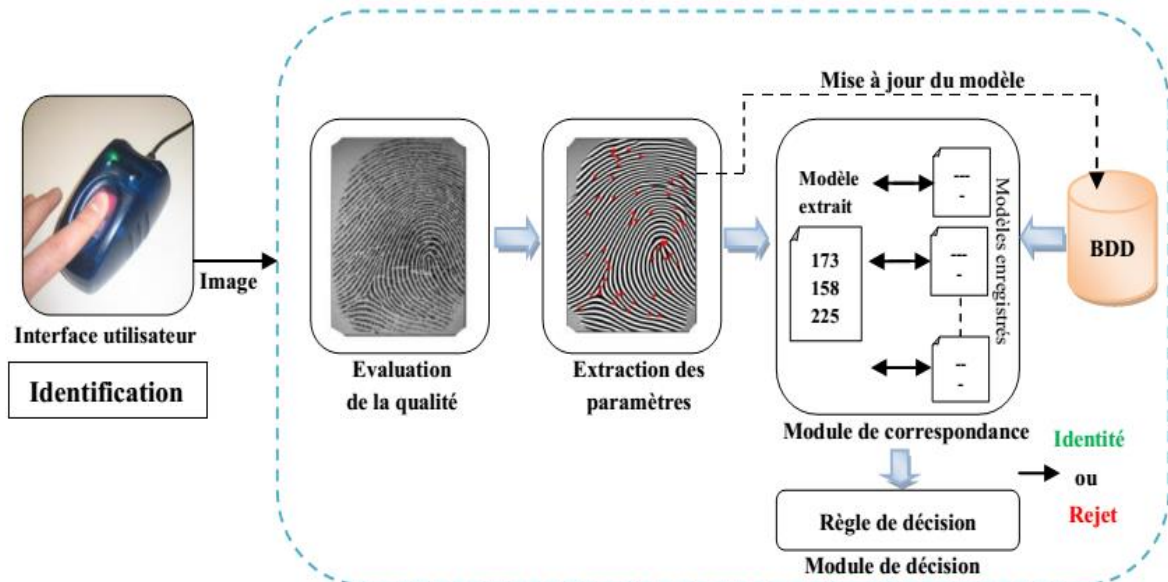 Mise à jour du modèle
Modèle
extrait
173
158
225
---
-
---
-
--
-
Modèles enregistrés
BDD
Image
Interface utilisateur
Identification
Evaluation
de la qualité
Extraction des
paramètres
Module de correspondance
Identité
ou
Rejet
Règle de décision
Module de décision